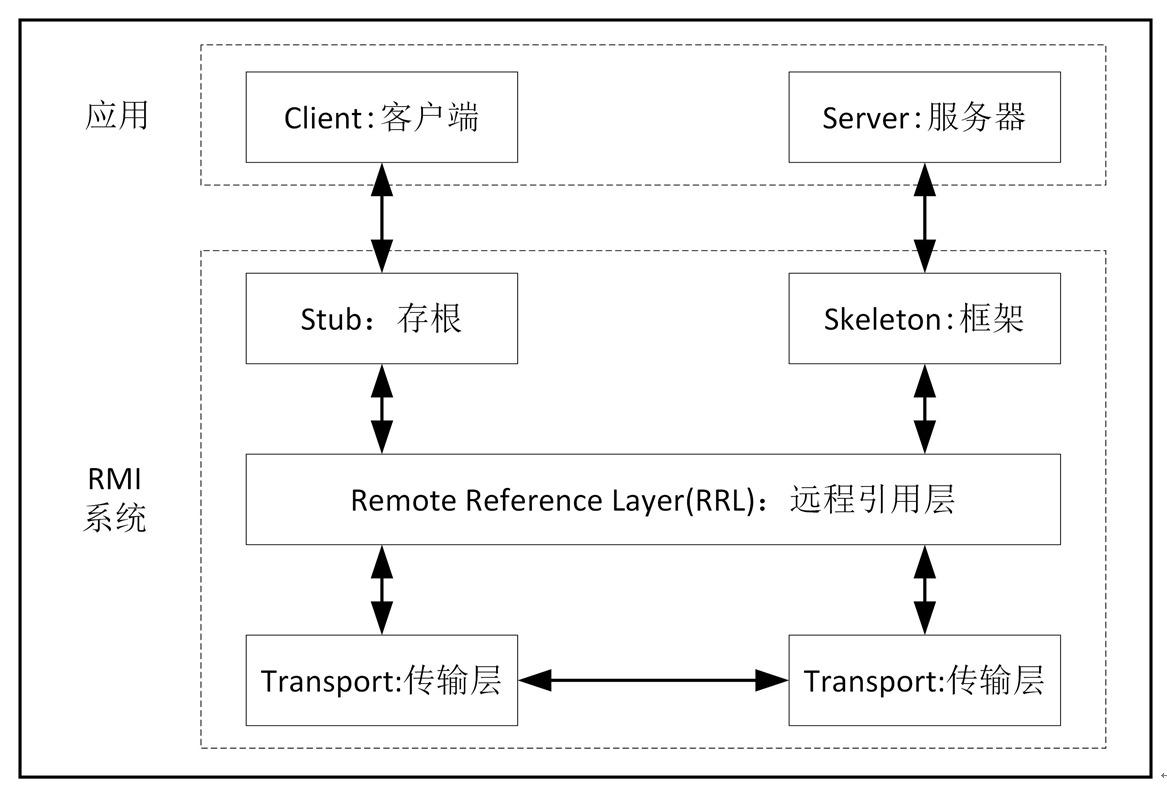 应用
Client:客户端
Server:服务器
Stub：存根
Skeleton:框架
RMI
系统
Remote Reference Layer(RRL)：远程引用层
Transport:传输层
Transport:传输层